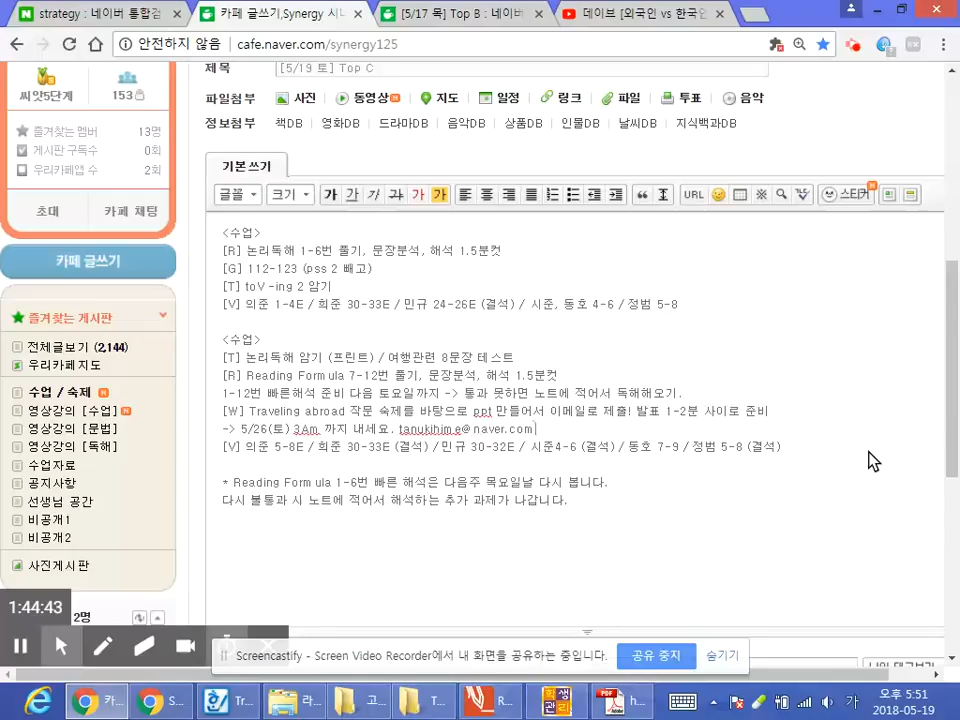 strategy : 네이버 통합검
카페 글쓰기,Synergy 시너
[5/17 목] Top B : 네이버
데이브 [외국인 vs 한국인
안전하지 않음
cafe.naver.com/synergy125
제목
[5/19 토] Top C
씨앗5단계
153
파일첨부 사진 동영상 지도 일정 링크 파일 투표 음악
정보첨부 책DB 영화DB 드라마DB 음악DB 상품DB 인물DB 날씨DB 지식백과DB
즐겨찾는 멤버 13명
게시판 구독수 0회
우리카페앱 수 2회
초대 카페 채팅
카페 글쓰기
즐겨찾는 게시판
전체글보기 (2,144)
우리카페지도
수업 / 숙제
영상강의 [수업]
영상강의 [문법]
영상강의 [독해]
수업자료
공지사항
선생님 공간
비공개1
비공개2
사진게시판
2명
기본쓰기
글꼴 크기 가 가 가 가 가 가 URL 스티커
<수업>
[R] 논리독해 1-6번 풀기, 문장분석, 해석 1.5분컷
[G] 112-123 (pss 2 빼고)
[T] toV -ing 2 암기
[V] 의준 1-4E / 희준 30-33E / 민규 24-26E (결석) / 시준, 동호 4-6 / 정범 5-8
<수업>
[T] 논리독해 암기 (프린트) / 여행관련 8문장 테스트
[R] Reading Formula 7-12번 풀기, 문장분석, 해석 1.5분컷
1-12번 빠른해석 준비 다음 토요일까지 -> 통과 못하면 노트에 적어서 독해해오기.
[W] Traveling abroad 작문 숙제를 바탕으로 ppt 만들어서 이메일로 제출! 발표 1-2분 사이로 준비
-> 5/26(토) 3Am 까지 내세요. tanukihime@naver.com
[V] 의준 5-8E / 희준 30-33E (결석) /민규 30-32E / 시준4-6 (결석) / 동호 7-9 / 정범 5-8 (결석)
* Reading Formula 1-6번 빠른 해석은 다음주 목요일날 다시 봅니다.
다시 불통과 시 노트에 적어서 해석하는 추가 과제가 나갑니다.
1:44:43
Screencastify - Screen Video Recorder에서 내 화면을 공유하는 중입니다.
공유 중지
숨기기
카..
S...
Tr...
라...
고...
T...
R...
학생관리
PDF
h...
가
오후 5:51
2018-05-19